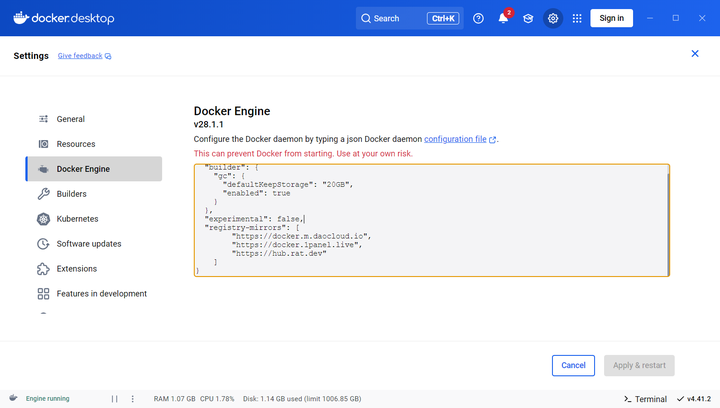 docker.desktop
Search
Ctrl+K
2
Sign in
Settings
Give feedback
General
Resources
Docker Engine
Builders
Kubernetes
Software updates
Extensions
Features in development
Docker Engine
v28.1.1
Configure the Docker daemon by typing a json Docker daemon configuration file.
This can prevent Docker from starting. Use at your own risk.
"builder": {
"gc": {
"defaultKeepStorage": "20GB",
"enabled": true
}
},
"experimental": false,
"registry-mirrors": [
"https://docker.m.daocloud.io",
"https://docker.1panel.live",
"https://hub.rat.dev"
]
}
Cancel
Apply & restart
Engine running
RAM 1.07 GB CPU 1.78% Disk: 1.14 GB used (limit 1006.85 GB)
Terminal
v4.41.2